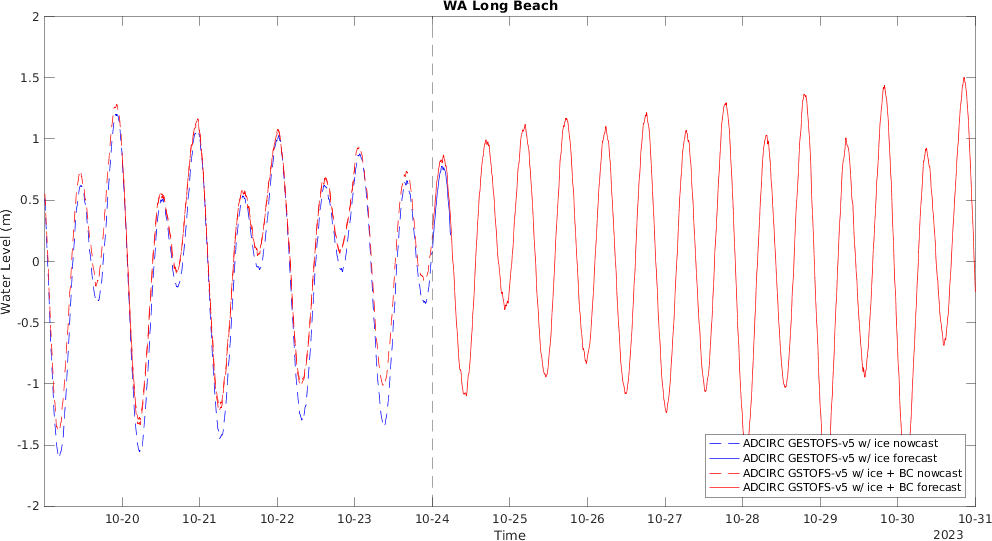 WA Long Beach
2
1.5
1
0.5
0
-0.5
-1
-1.5
-2
Water Level (m)
ADCIRC GESTOFS-v5 w/ ice nowcast
ADCIRC GESTOFS-v5 w/ ice forecast
ADCIRC GSTOFS-v5 w/ ice + BC nowcast
ADCIRC GSTOFS-v5 w/ ice + BC forecast
10-20 10-21 10-22 10-23 10-24 10-25 10-26 10-27 10-28 10-29 10-30 10-31
Time
2023